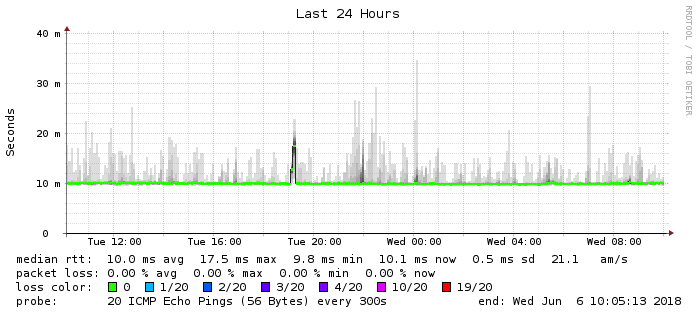 Last 24 Hours
RRDTOOL / TOBI OETIKER
Seconds
40 m
30 m
20 m
10 m
0
Tue 12:00 Tue 16:00 Tue 20:00 Wed 00:00 Wed 04:00 Wed 08:00
median rtt: 10.0 ms avg 17.5 ms max 9.8 ms min 10.1 ms now 0.5 ms sd 21.1 am/s
packet loss: 0.00 % avg 0.00 % max 0.00 % min 0.00 % now
loss color: 0 1/20 2/20 3/20 4/20 10/20 19/20
probe: 20 ICMP Echo Pings (56 Bytes) every 300s end: Wed Jun 6 10:05:13 2018